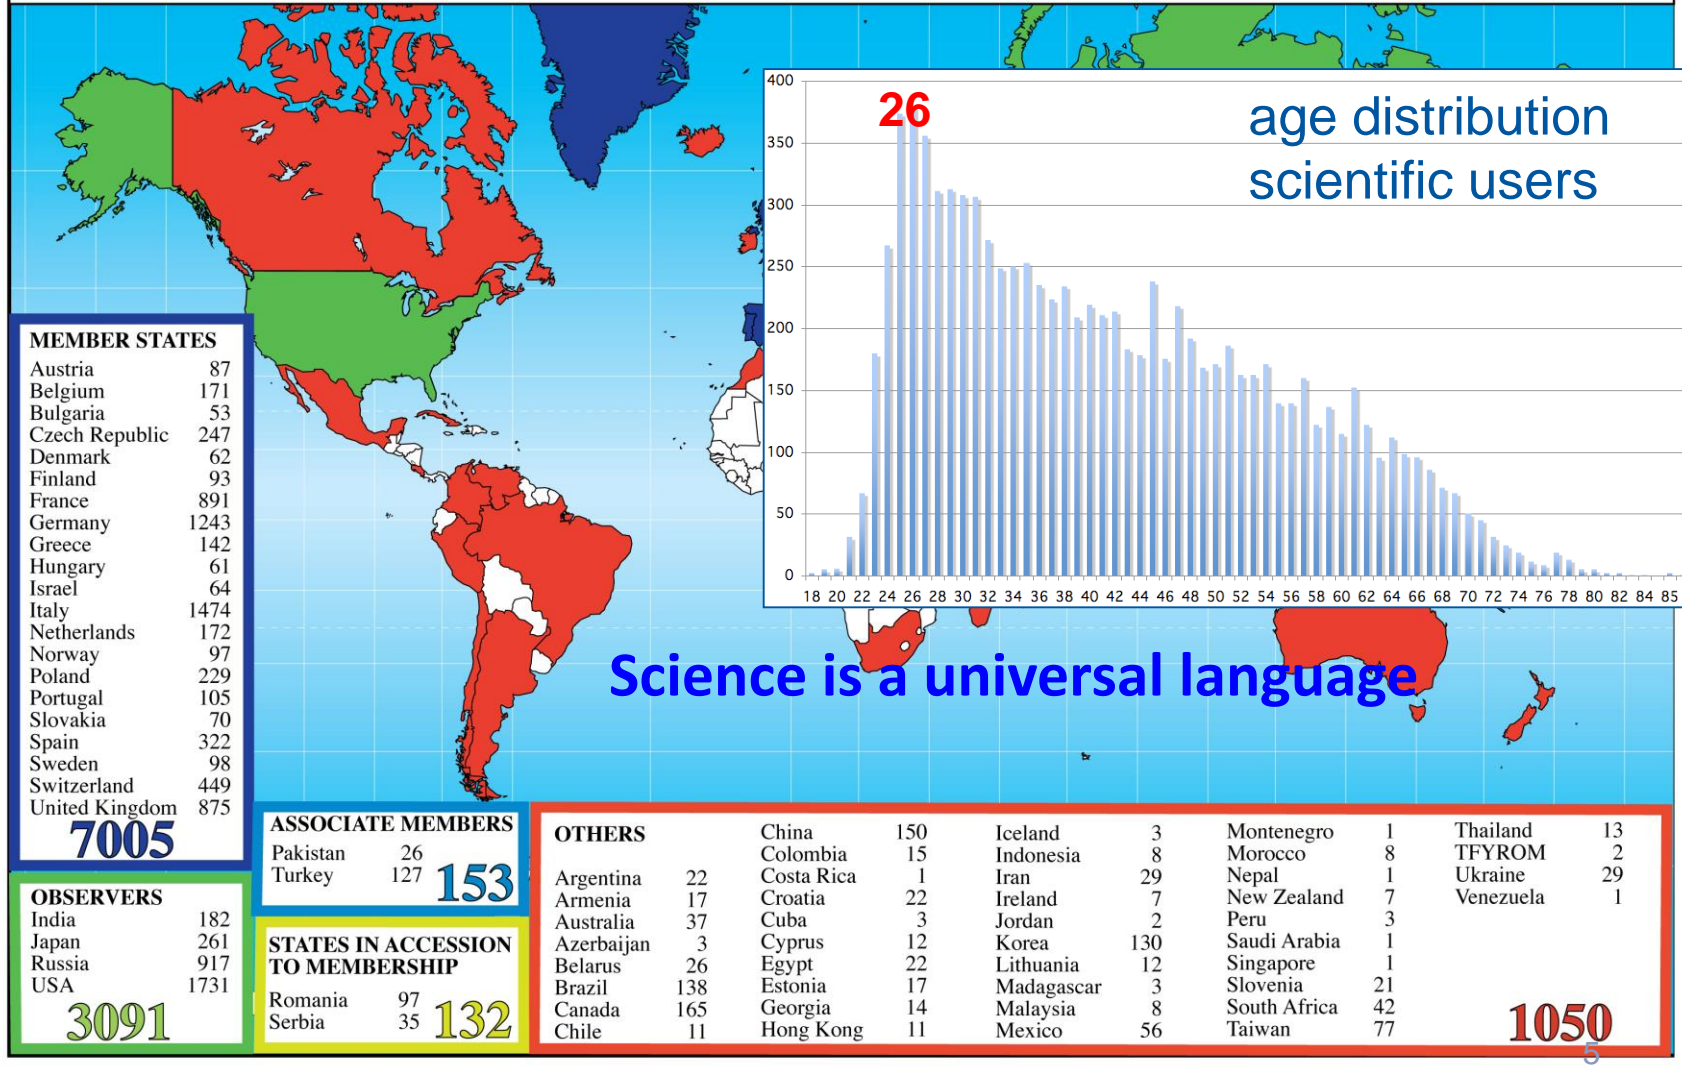 400
350
300
250
200
150
100
50
0
26
age distribution
scientific users
18 20 22 24 26 28 30 32 34 36 38 40 42 44 46 48 50 52 54 56 58 60 62 64 66 68 70 72 74 76 78 80 82 84 85
Science is a universal language
MEMBER STATES
Austria 87
Belgium 171
Bulgaria 53
Czech Republic 247
Denmark 62
Finland 93
France 891
Germany 1243
Greece 142
Hungary 61
Israel 64
Italy 1474
Netherlands 172
Norway 97
Poland 229
Portugal 105
Slovakia 70
Spain 322
Sweden 98
Switzerland 449
United Kingdom 875
7005
OBSERVERS
India 182
Japan 261
Russia 917
USA 1731
3091
ASSOCIATE MEMBERS
Pakistan 26
Turkey 127
153
STATES IN ACCESSION
TO MEMBERSHIP
Romania 97
Serbia 35
132
OTHERS
Argentina 22
Armenia 17
Australia 37
Azerbaijan 3
Belarus 26
Brazil 138
Canada 165
Chile 11
China 150
Colombia 15
Costa Rica 1
Croatia 22
Cuba 3
Cyprus 12
Egypt 22
Estonia 17
Georgia 14
Hong Kong 11
Iceland 3
Indonesia 8
Iran 29
Ireland 7
Jordan 2
Korea 130
Lithuania 12
Madagascar 3
Malaysia 8
Mexico 56
Montenegro 1
Morocco 8
Nepal 1
New Zealand 7
Peru 3
Saudi Arabia 1
Singapore 1
Slovenia 21
South Africa 42
Taiwan 77
Thailand 13
TFYROM 2
Ukraine 29
Venezuela 1
1050
5